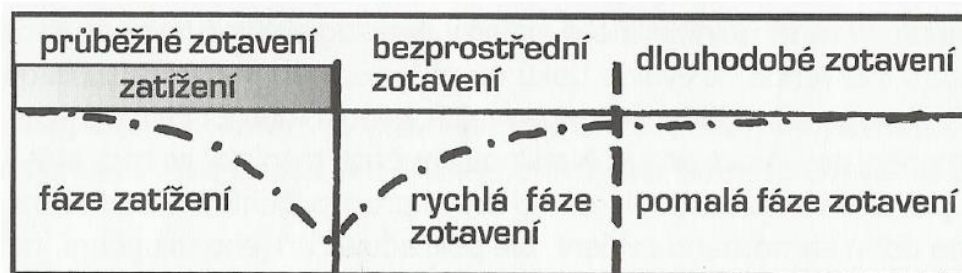 průběžné zotavení
zatížení
bezprostřední
zotavení
dlouhodobé zotavení
fáze zatížení
rychlá fáze
zotavení
pomalá fáze zotavení